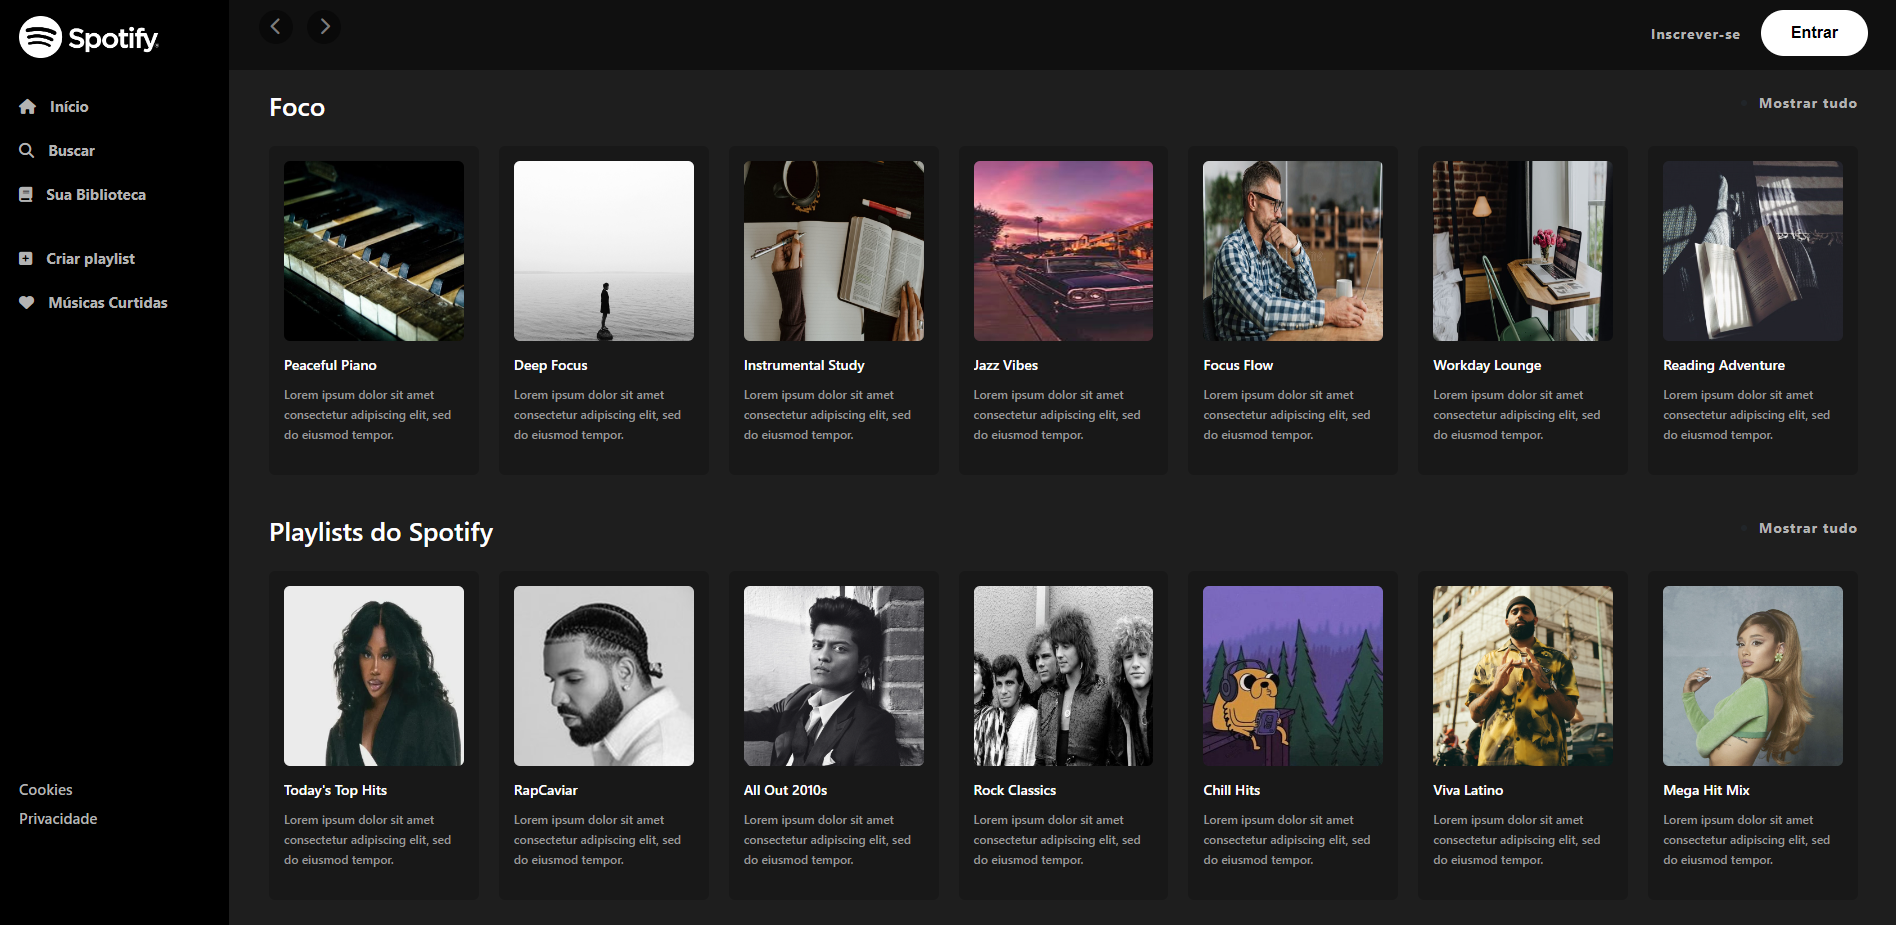 Spotify
Início
Buscar
Sua Biblioteca
Criar playlist
Músicas Curtidas
Cookies
Privacidade
Inscrever-se
Entrar
Foco
Mostrar tudo
Peaceful Piano
Lorem ipsum dolor sit amet
consectetur adipiscing elit, sed
do eiusmod tempor.
Deep Focus
Lorem ipsum dolor sit amet
consectetur adipiscing elit, sed
do eiusmod tempor.
Instrumental Study
Lorem ipsum dolor sit amet
consectetur adipiscing elit, sed
do eiusmod tempor.
Jazz Vibes
Lorem ipsum dolor sit amet
consectetur adipiscing elit, sed
do eiusmod tempor.
Focus Flow
Lorem ipsum dolor sit amet
consectetur adipiscing elit, sed
do eiusmod tempor.
Workday Lounge
Lorem ipsum dolor sit amet
consectetur adipiscing elit, sed
do eiusmod tempor.
Reading Adventure
Lorem ipsum dolor sit amet
consectetur adipiscing elit, sed
do eiusmod tempor.
Playlists do Spotify
Mostrar tudo
Today's Top Hits
Lorem ipsum dolor sit amet
consectetur adipiscing elit, sed
do eiusmod tempor.
RapCaviar
Lorem ipsum dolor sit amet
consectetur adipiscing elit, sed
do eiusmod tempor.
All Out 2010s
Lorem ipsum dolor sit amet
consectetur adipiscing elit, sed
do eiusmod tempor.
Rock Classics
Lorem ipsum dolor sit amet
consectetur adipiscing elit, sed
do eiusmod tempor.
Chill Hits
Lorem ipsum dolor sit amet
consectetur adipiscing elit, sed
do eiusmod tempor.
Viva Latino
Lorem ipsum dolor sit amet
consectetur adipiscing elit, sed
do eiusmod tempor.
Mega Hit Mix
Lorem ipsum dolor sit amet
consectetur adipiscing elit, sed
do eiusmod tempor.